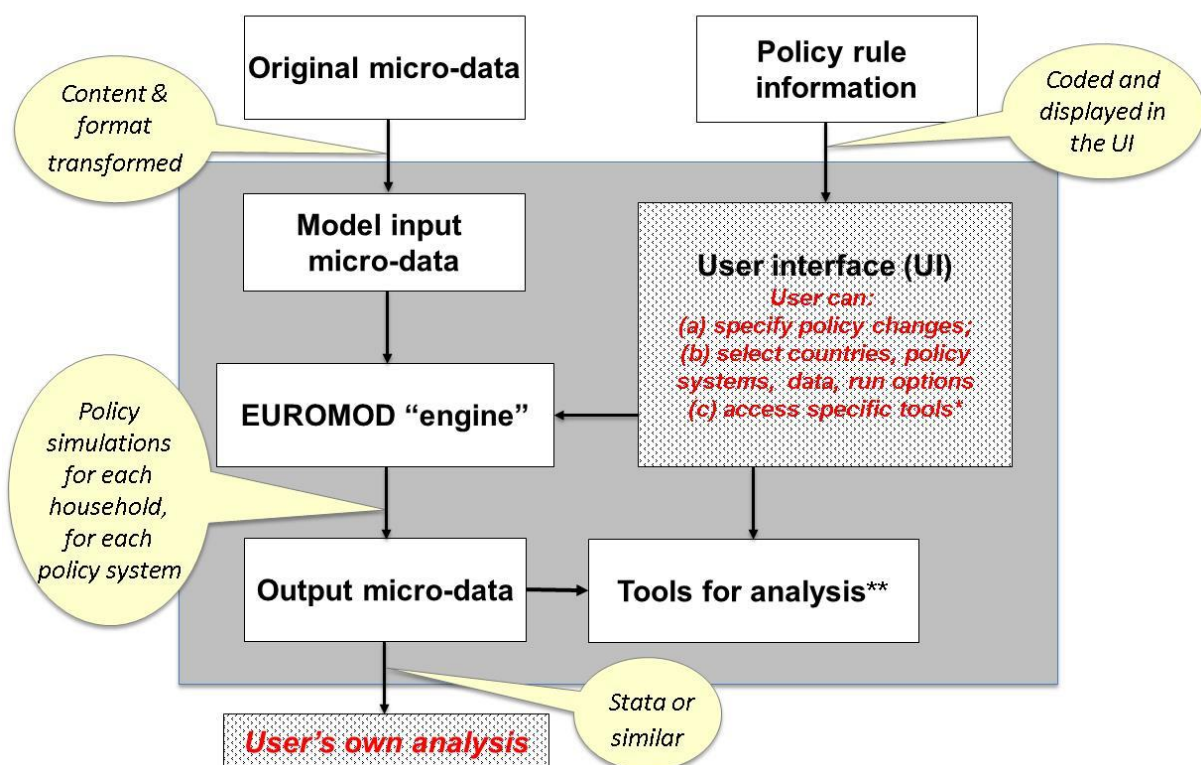 Original micro-data
Policy rule
information
Content &
format
transformed
Coded and
displayed in
the UI
Model input
micro-data
User interface (UI)
User can:
(a) specify policy changes;
(b) select countries, policy
systems, data, run options
(c) access specific tools*
EUROMOD “engine”
Policy
simulations
for each
household,
for each
policy system
Output micro-data
Tools for analysis**
Stata or
similar
User's own analysis